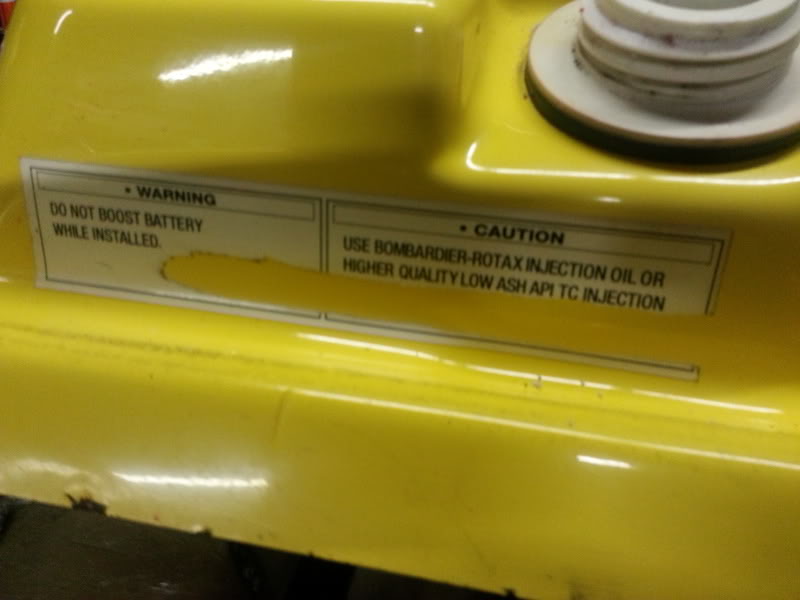 • WARNING
DO NOT BOOST BATTERY
WHILE INSTALLED.
• CAUTION
USE BOMBARDIER-ROTAX INJECTION OIL OR
HIGHER QUALITY LOW ASH API TC INJECTION